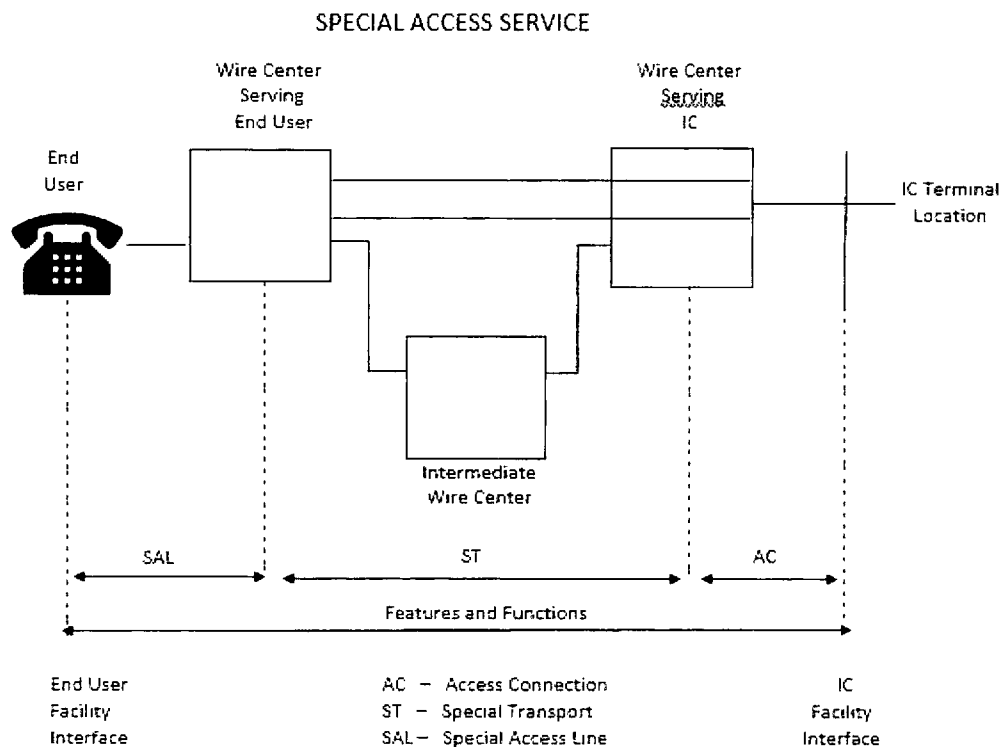 SPECIAL ACCESS SERVICE
Wire Center
Serving
End User
Wire Center
Serving
IC
End
User
IC Terminal
Location
Intermediate
Wire Center
SAL
ST
AC
Features and Functions
End User
Facility
Interface
AC – Access Connection
ST – Special Transport
SAL– Special Access Line
IC
Facility
Interface